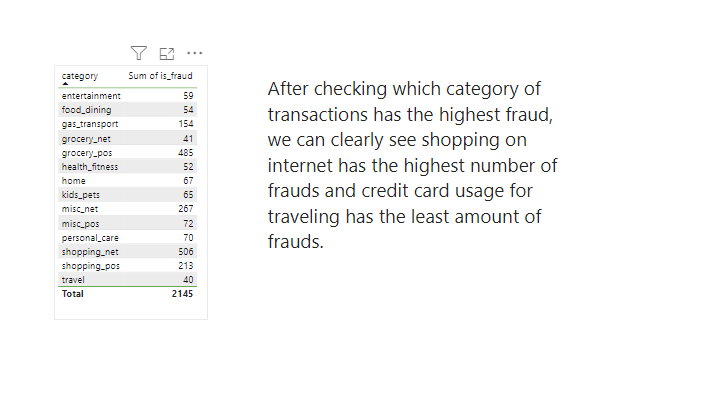 category Sum of is_fraud
entertainment 59
food_dining 54
gas_transport 154
grocery_net 41
grocery_pos 485
health_fitness 52
home 67
kids_pets 65
misc_net 267
misc_pos 72
personal_care 70
shopping_net 506
shopping_pos 213
travel 40
Total 2145
After checking which category of
transactions has the highest fraud,
we can clearly see shopping on
internet has the highest number of
frauds and credit card usage for
traveling has the least amount of
frauds.